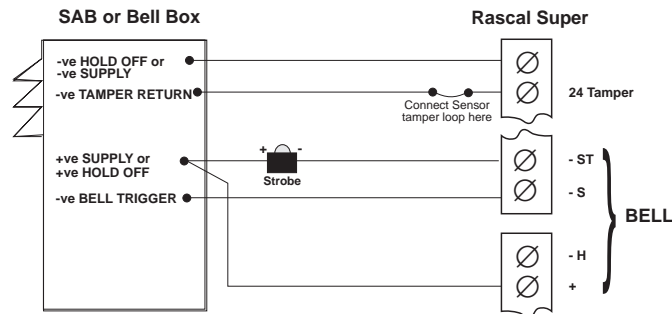 SAB or Bell Box
Rascal Super
-ve HOLD OFF or
-ve SUPPLY
-ve TAMPER RETURN
24 Tamper
Connect Sensor
tamper loop here
+ve SUPPLY or
+ve HOLD OFF
+ -
Strobe
- ST
-ve BELL TRIGGER
- S
BELL
- H
+